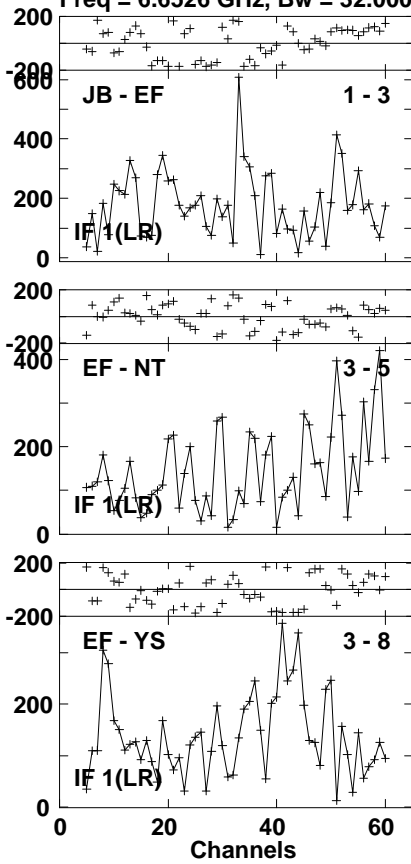 Freq = 6.6526 GHz, Bw = 32.000
200
-200
600
JB - EF 1 - 3
400
200
IF 1(LR)
0
200
-200
400
EF - NT 3 - 5
200
IF 1(LR)
0
200
-200
EF - YS 3 - 8
200
IF 1(LR)
0
0 20 40 60
Channels